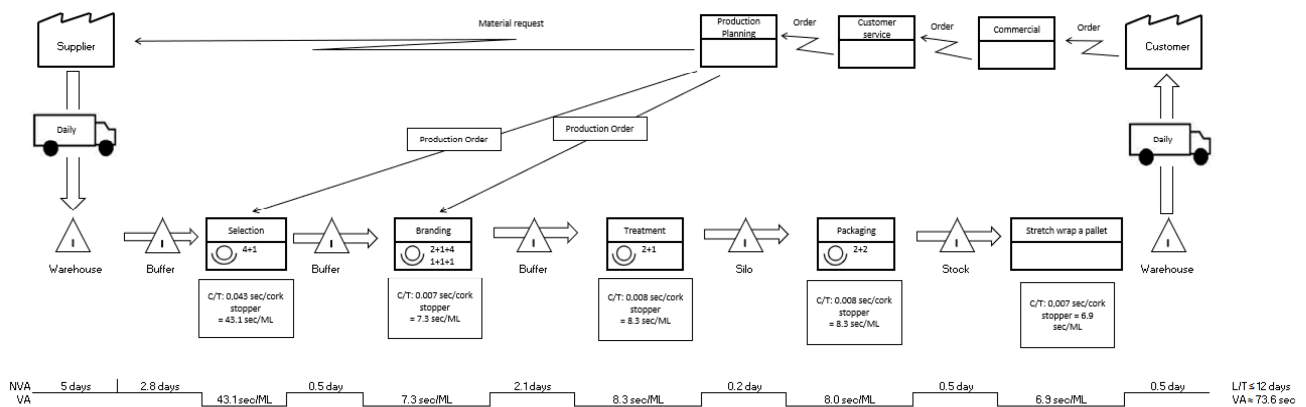 Material request
Supplier
Production
Planning
Order
Customer
service
Order
Commercial
Order
Customer
Daily
Production Order
Production Order
Daily
I
Warehouse
I
Buffer
Selection
4+1
I
Buffer
Branding
2+1+4
1+1+1
I
Buffer
Treatment
2+1
I
Silo
Packaging
2+2
I
Stock
Stretch wrap a pallet
I
Warehouse
C/T: 0.043 sec/cork
stopper
= 43.1 sec/ML
C/T: 0.007 sec/cork
stopper
= 7.3 sec/ML
C/T: 0.008 sec/cork
stopper
= 8.3 sec/ML
C/T: 0.008 sec/cork
stopper
= 8.3 sec/ML
C/T: 0,007 sec/cork
stopper = 6.9
sec/ML
NVA 5 days 2.8 days 0.5 day 2.1 days 0.2 day 0.5 day 0.5 day L/T ≤ 12 days
VA 43.1 sec/ML 7.3 sec/ML 8.3 sec/ML 8.0 sec/ML 6.9 sec/ML VA ≈ 73.6 sec